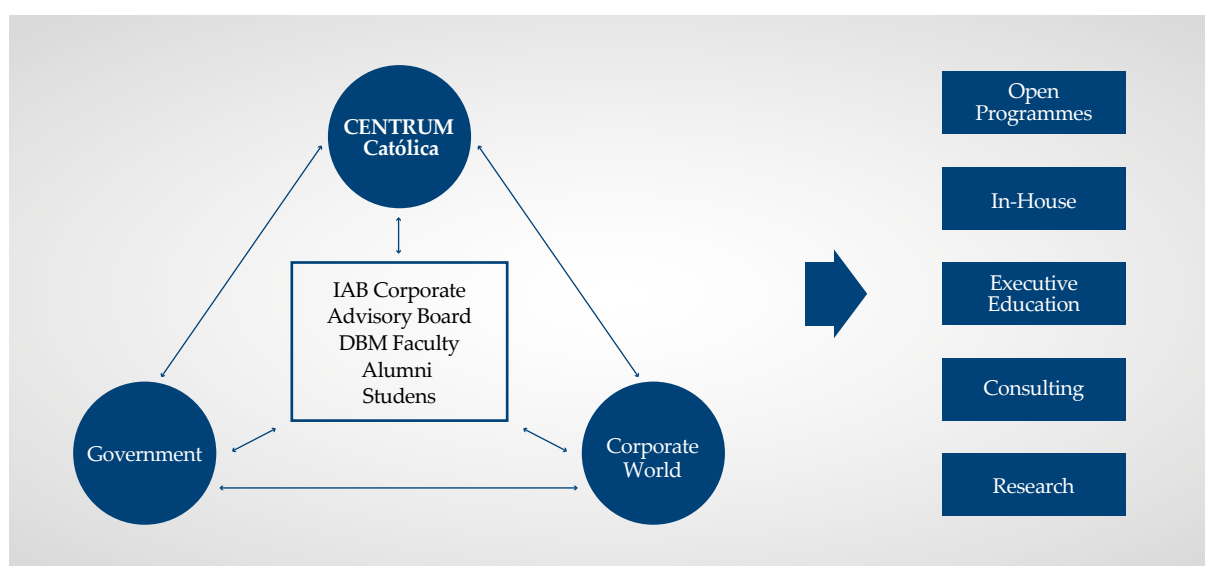 CENTRUM
Católica
IAB Corporate
Advisory Board
DBM Faculty
Alumni
Studens
Government
Corporate
World
Open
Programmes
In-House
Executive
Education
Consulting
Research